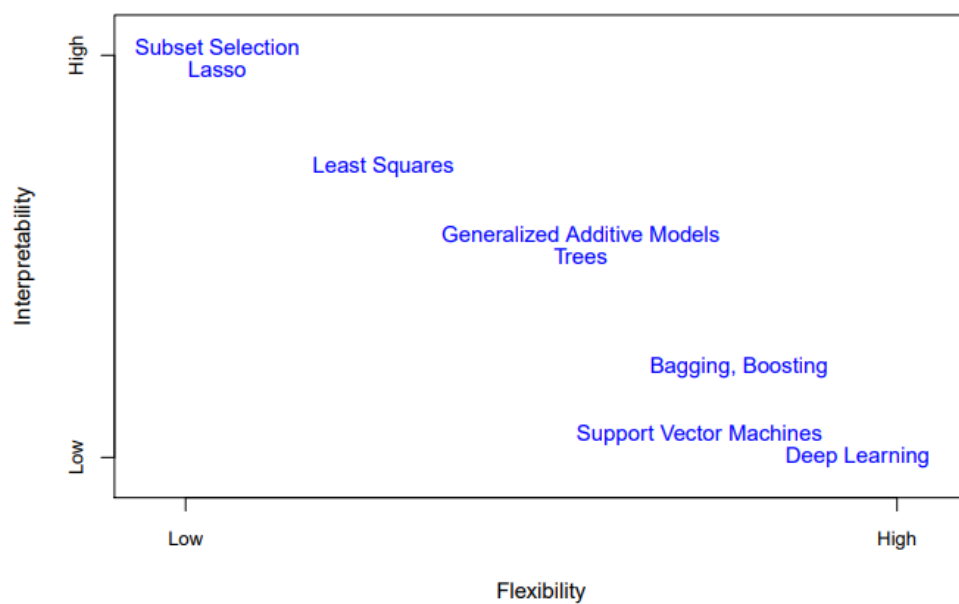 High
Subset Selection
Lasso
Least Squares
Interpretability
Generalized Additive Models
Trees
Bagging, Boosting
Support Vector Machines
Low
Deep Learning
Low
High
Flexibility